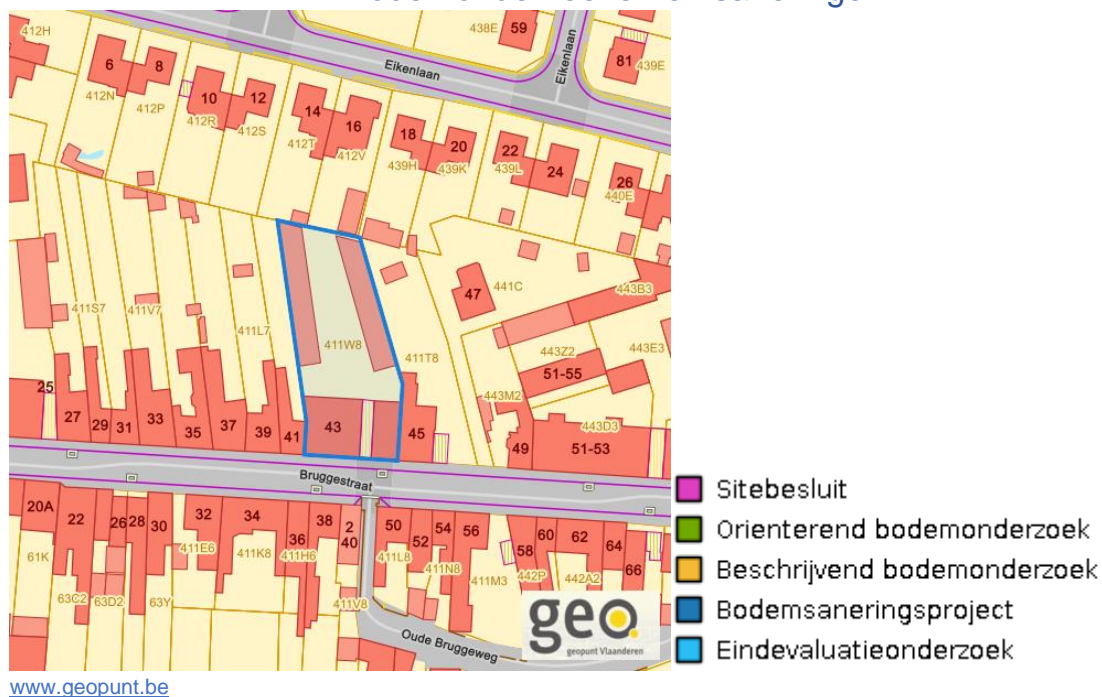 412H
438E 59
81 439E
Eikenlaan
Eikenlaan
6 8
412N 412P
10 12
412R 412S
14 16
412T 412V
18 20
439H 439K
22 24
439L
26
440E
47 441C
443B3
411S7 411V7 411L7 411W8 411T8
443Z2 443E3
51-55
443M2
443D3
25 27 29 31 33 35 37 39 41 43 45 49 51-53
Bruggestraat
20A 22 26 28 30 32 34 36 38 2 40 50 52 54 56 58 60 62 64 66
61K 63C2 63D2 63Y 411E6 411K8 411H6 411V8 411L8 411N8 411M3 442P 442A2
Oude Bruggeweg
geo.
geopunt Vlaanderen
Sitebesluit
Orienterend bodemonderzoek
Beschrijvend bodemonderzoek
Bodemsaneringsproject
Eindevaluatieonderzoek
www.geopunt.be